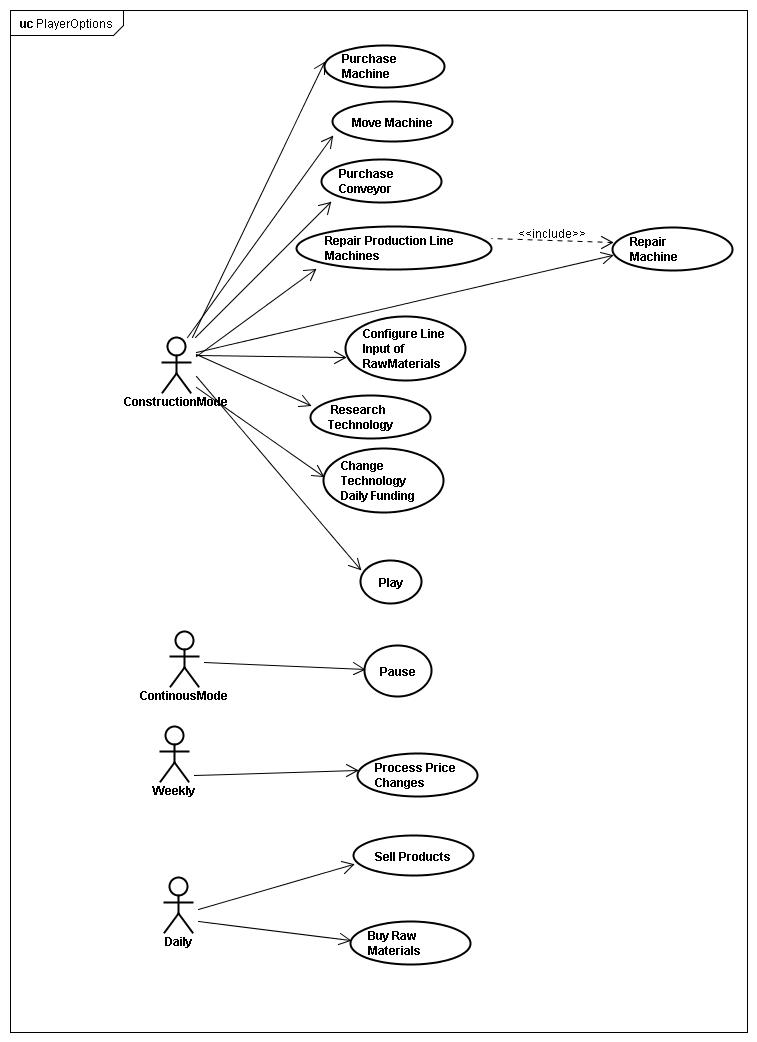 uc PlayerOptions
Purchase
Machine
Move Machine
Purchase
Conveyor
Repair Production Line
Machines
<<include>>
Repair
Machine
Configure Line
Input of
RawMaterials
ConstructionMode
Research
Technology
Change
Technology
Daily Funding
Play
ContinousMode
Pause
Weekly
Process Price
Changes
Sell Products
Daily
Buy Raw
Materials